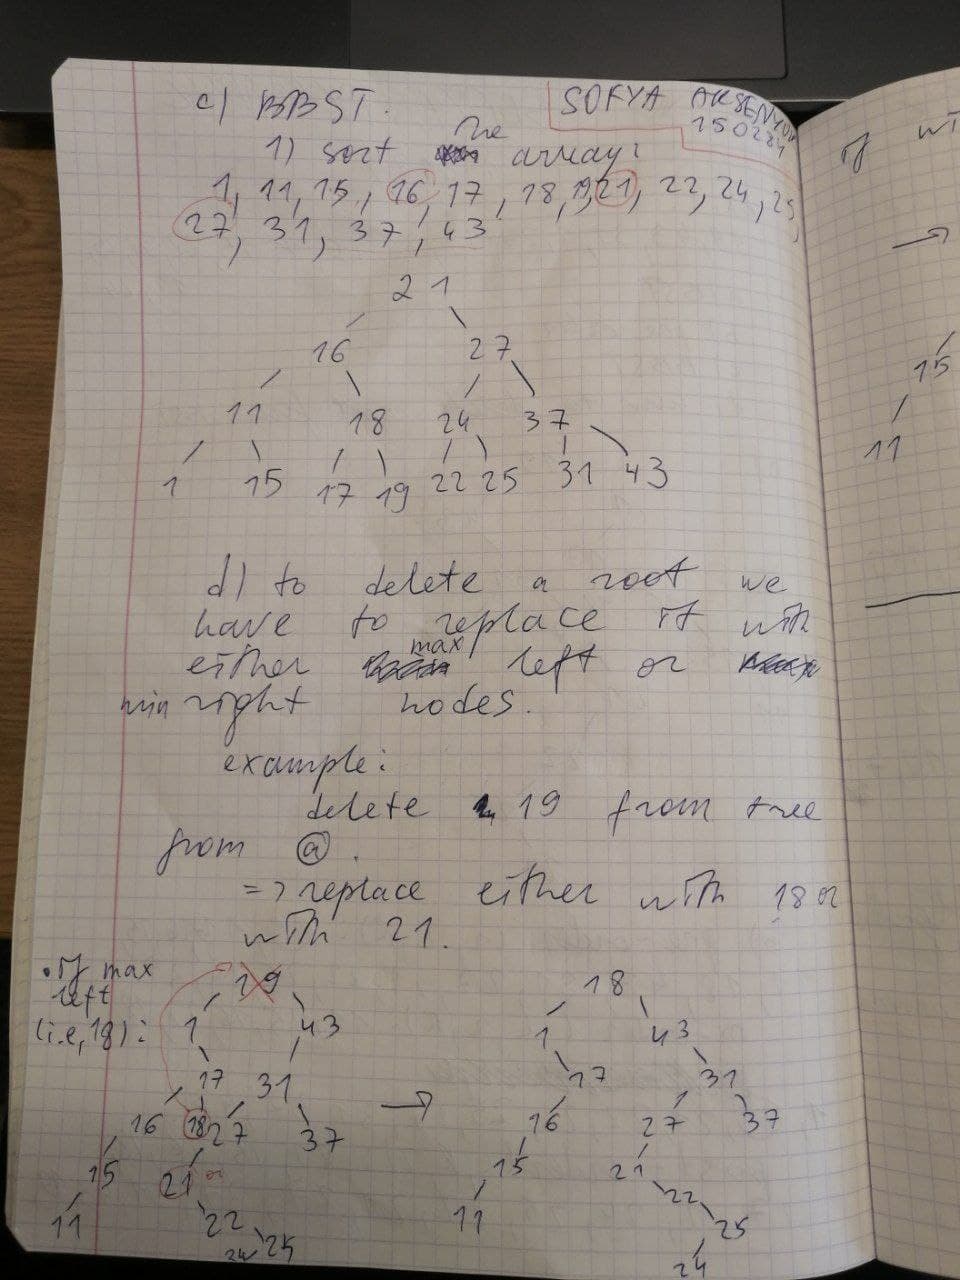 SOFYA ARSENYUK
150284
c) BBST.
1) sort the array:
1, 11, 15, 16, 17, 18, 19, 21, 22, 24, 25,
27, 31, 37, 43
21
16 27
11 18 24 37
1 15 17 19 22 25 31 43
d) to delete a root we
have to replace it with
either max left or
min right nodes.
example:
delete 19 from tree
from a .
=> replace either with 18 or
with 21.
• If max
left
(i.e, 18):
19
1 43
17 31
16 18 27 37
15 21 or
11 22
24 25
→
18
1 43
17 31
16 27 37
15 21
11 22
25
24
If wi
→
15
11